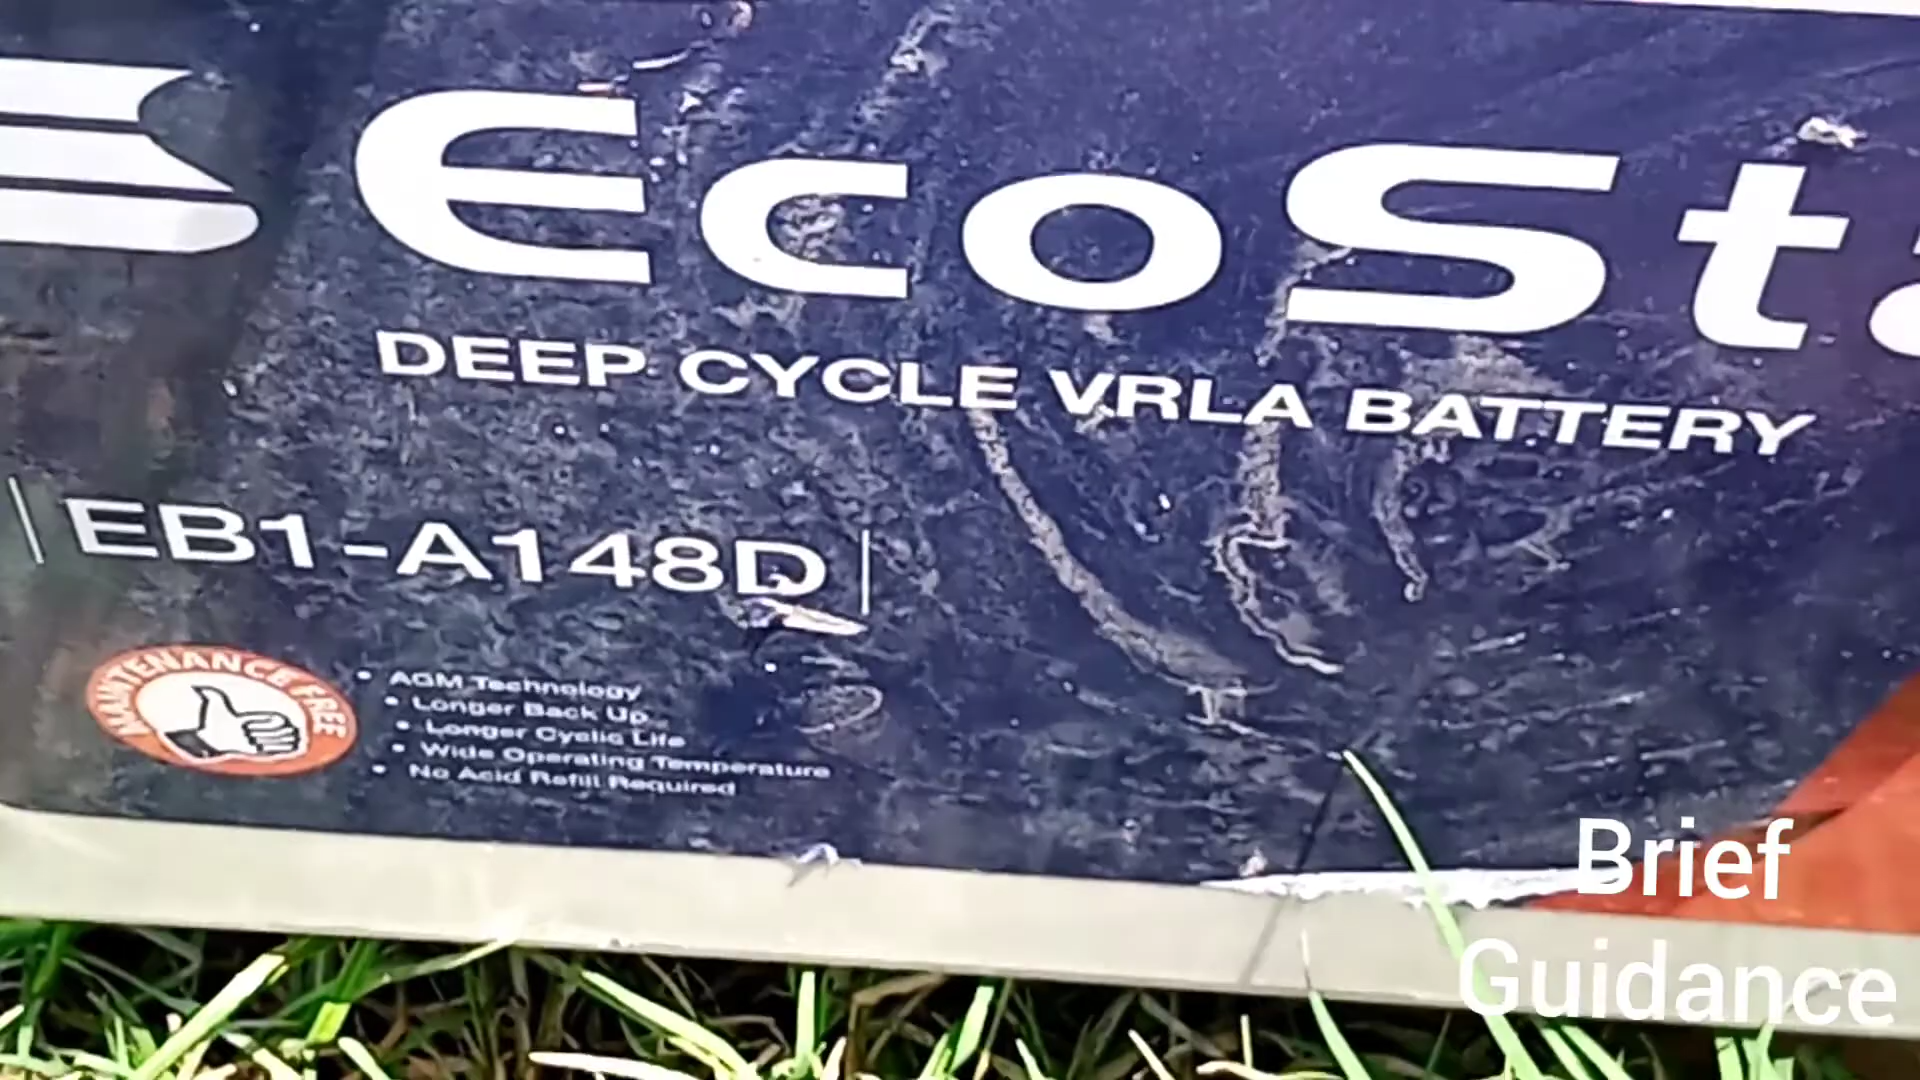 EcoSt
DEEP CYCLE VRLA BATTERY
EB1-A148D
MAINTENANCE FREE
• AGM Technology
• Longer Back Up
• Longer Cyclic Life
• Wide Operating Temperature
• No Acid Refill Required
Brief
Guidance